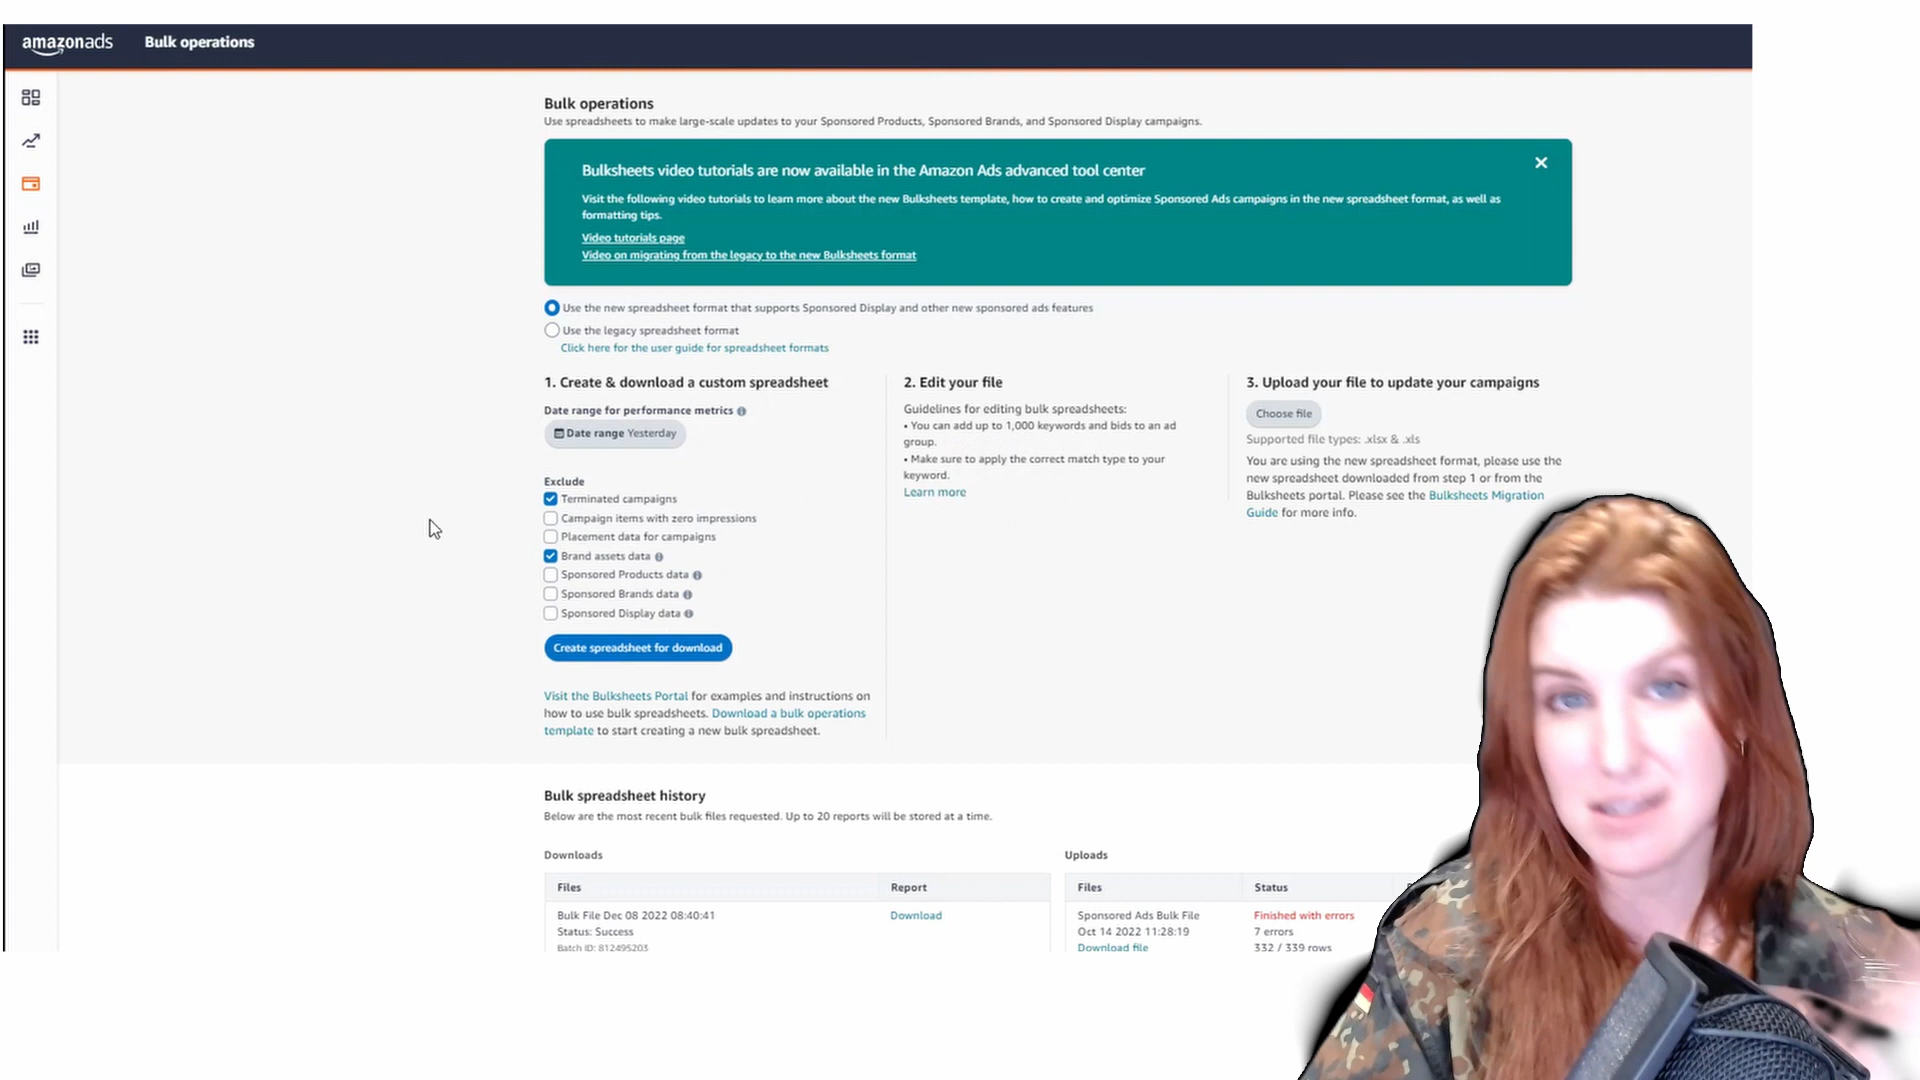 amazonads
Bulk operations
Bulk operations
Use spreadsheets to make large-scale updates to your Sponsored Products, Sponsored Brands, and Sponsored Display campaigns.
Bulksheets video tutorials are now available in the Amazon Ads advanced tool center
Visit the following video tutorials to learn more about the new Bulksheets template, how to create and optimize Sponsored Ads campaigns in the new spreadsheet format, as well as
formatting tips.
Video tutorials page
Video on migrating from the legacy to the new Bulksheets format
Use the new spreadsheet format that supports Sponsored Display and other new sponsored ads features
Use the legacy spreadsheet format
Click here for the user guide for spreadsheet formats
1. Create & download a custom spreadsheet
Date range for performance metrics
Date range Yesterday
Exclude
Terminated campaigns
Campaign items with zero impressions
Placement data for campaigns
Brand assets data
Sponsored Products data
Sponsored Brands data
Sponsored Display data
Create spreadsheet for download
Visit the Bulksheets Portal for examples and instructions on
how to use bulk spreadsheets. Download a bulk operations
template to start creating a new bulk spreadsheet.
2. Edit your file
Guidelines for editing bulk spreadsheets:
• You can add up to 1,000 keywords and bids to an ad
group.
• Make sure to apply the correct match type to your
keyword.
Learn more
3. Upload your file to update your campaigns
Choose file
Supported file types: .xlsx & .xls
You are using the new spreadsheet format, please use the
new spreadsheet downloaded from step 1 or from the
Bulksheets portal. Please see the Bulksheets Migration
Guide for more info.
Bulk spreadsheet history
Below are the most recent bulk files requested. Up to 20 reports will be stored at a time.
Downloads
Files Report
Bulk File Dec 08 2022 08:40:41 Download
Status: Success
Batch ID: 812495203
Uploads
Files Status
Sponsored Ads Bulk File Finished with errors
Oct 14 2022 11:28:19 7 errors
Download file 332 / 339 rows